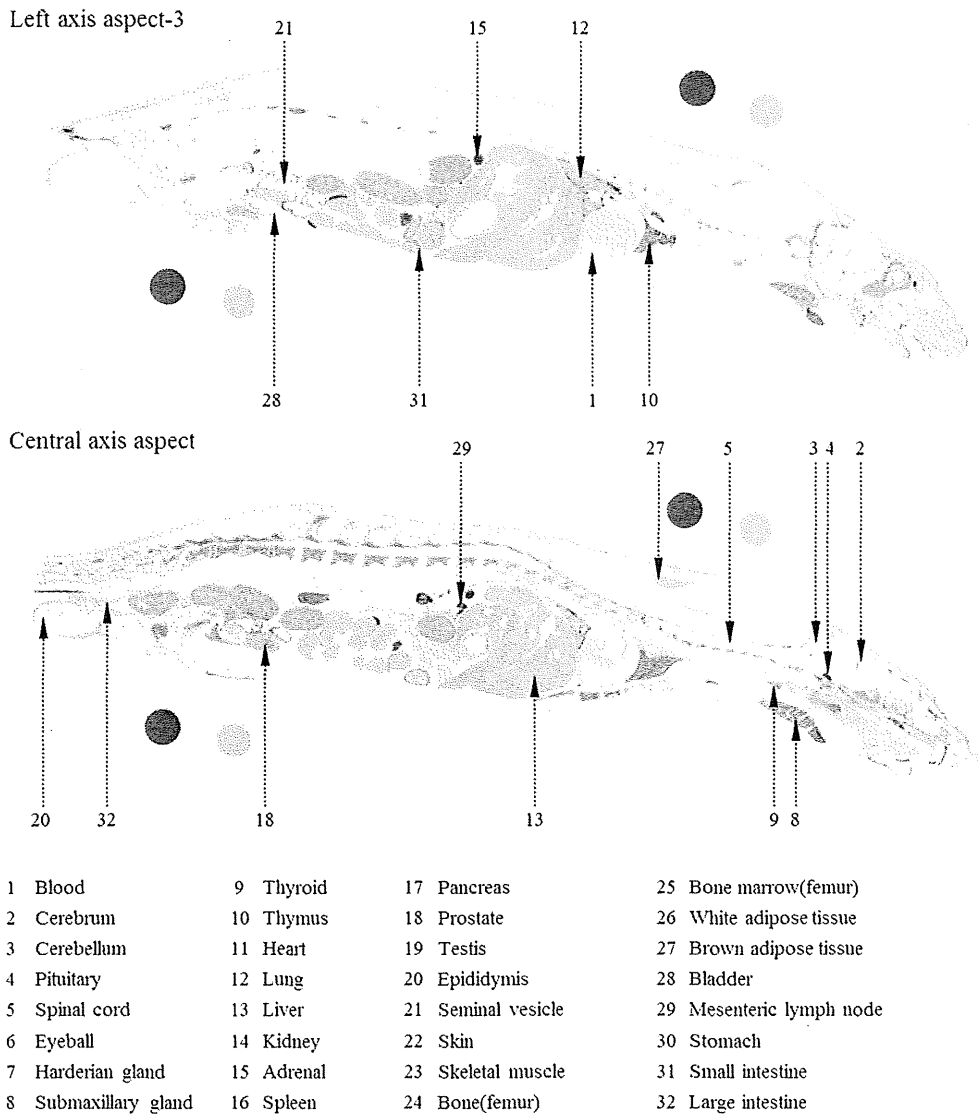 Left axis aspect-3
21 15 12
28 31 1 10
Central axis aspect
29 27 5 3 4 2
20 32 18 13 9 8
1 Blood 9 Thyroid 17 Pancreas 25 Bone marrow(femur)
2 Cerebrum 10 Thymus 18 Prostate 26 White adipose tissue
3 Cerebellum 11 Heart 19 Testis 27 Brown adipose tissue
4 Pituitary 12 Lung 20 Epididymis 28 Bladder
5 Spinal cord 13 Liver 21 Seminal vesicle 29 Mesenteric lymph node
6 Eyeball 14 Kidney 22 Skin 30 Stomach
7 Harderian gland 15 Adrenal 23 Skeletal muscle 31 Small intestine
8 Submaxillary gland 16 Spleen 24 Bone(femur) 32 Large intestine